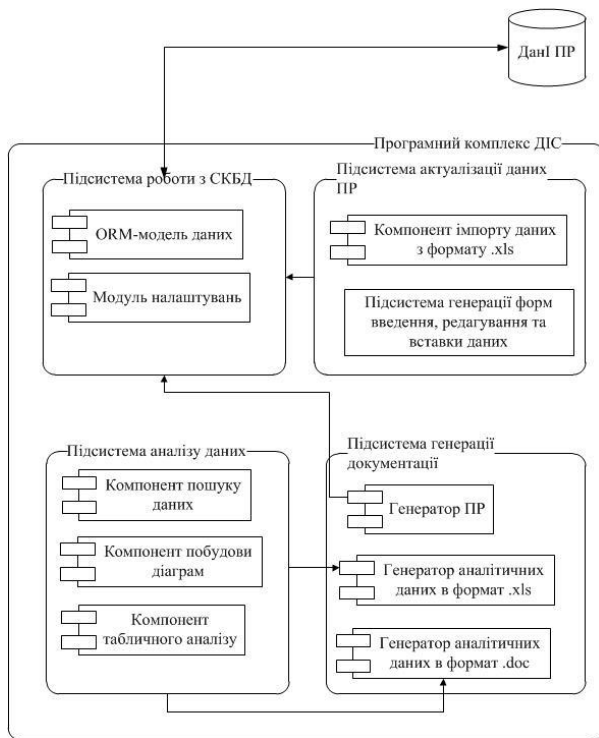 ДанІ ПР
Програмний комплекс ДІС
Підсистема роботи з СКБД
ORM-модель даних
Модуль налаштувань
Підсистема актуалізації даних
ПР
Компонент імпорту даних
з формату .xls
Підсистема генерації форм
введення, редагування та
вставки даних
Підсистема аналізу даних
Компонент пошуку
даних
Компонент побудови
діаграм
Компонент
табличного аналізу
Підсистема генерації
документації
Генератор ПР
Генератор аналітичних
даних в формат .xls
Генератор аналітичних
даних в формат .doc